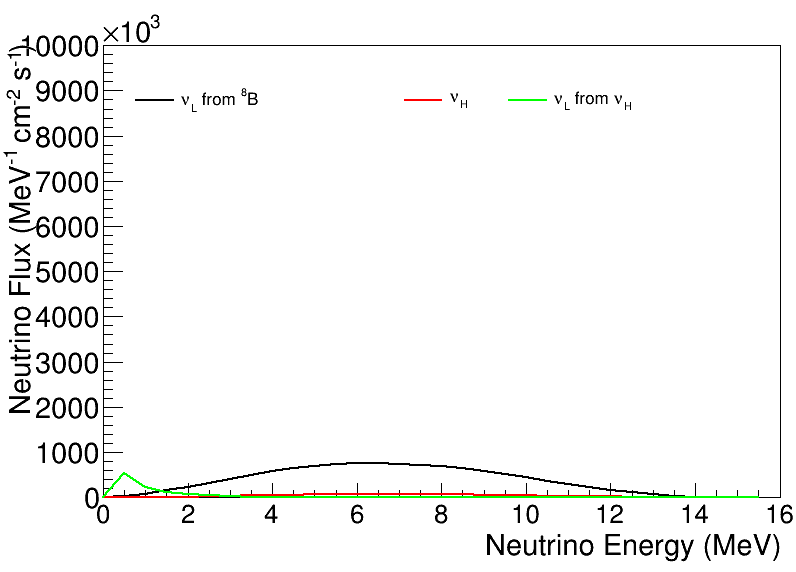 ×10³
Neutrino Flux (MeV⁻¹ cm⁻² s⁻¹)
10000
9000
8000
7000
6000
5000
4000
3000
2000
1000
0
ν_L from ⁸B
ν_H
ν_L from ν_H
0 2 4 6 8 10 12 14 16
Neutrino Energy (MeV)